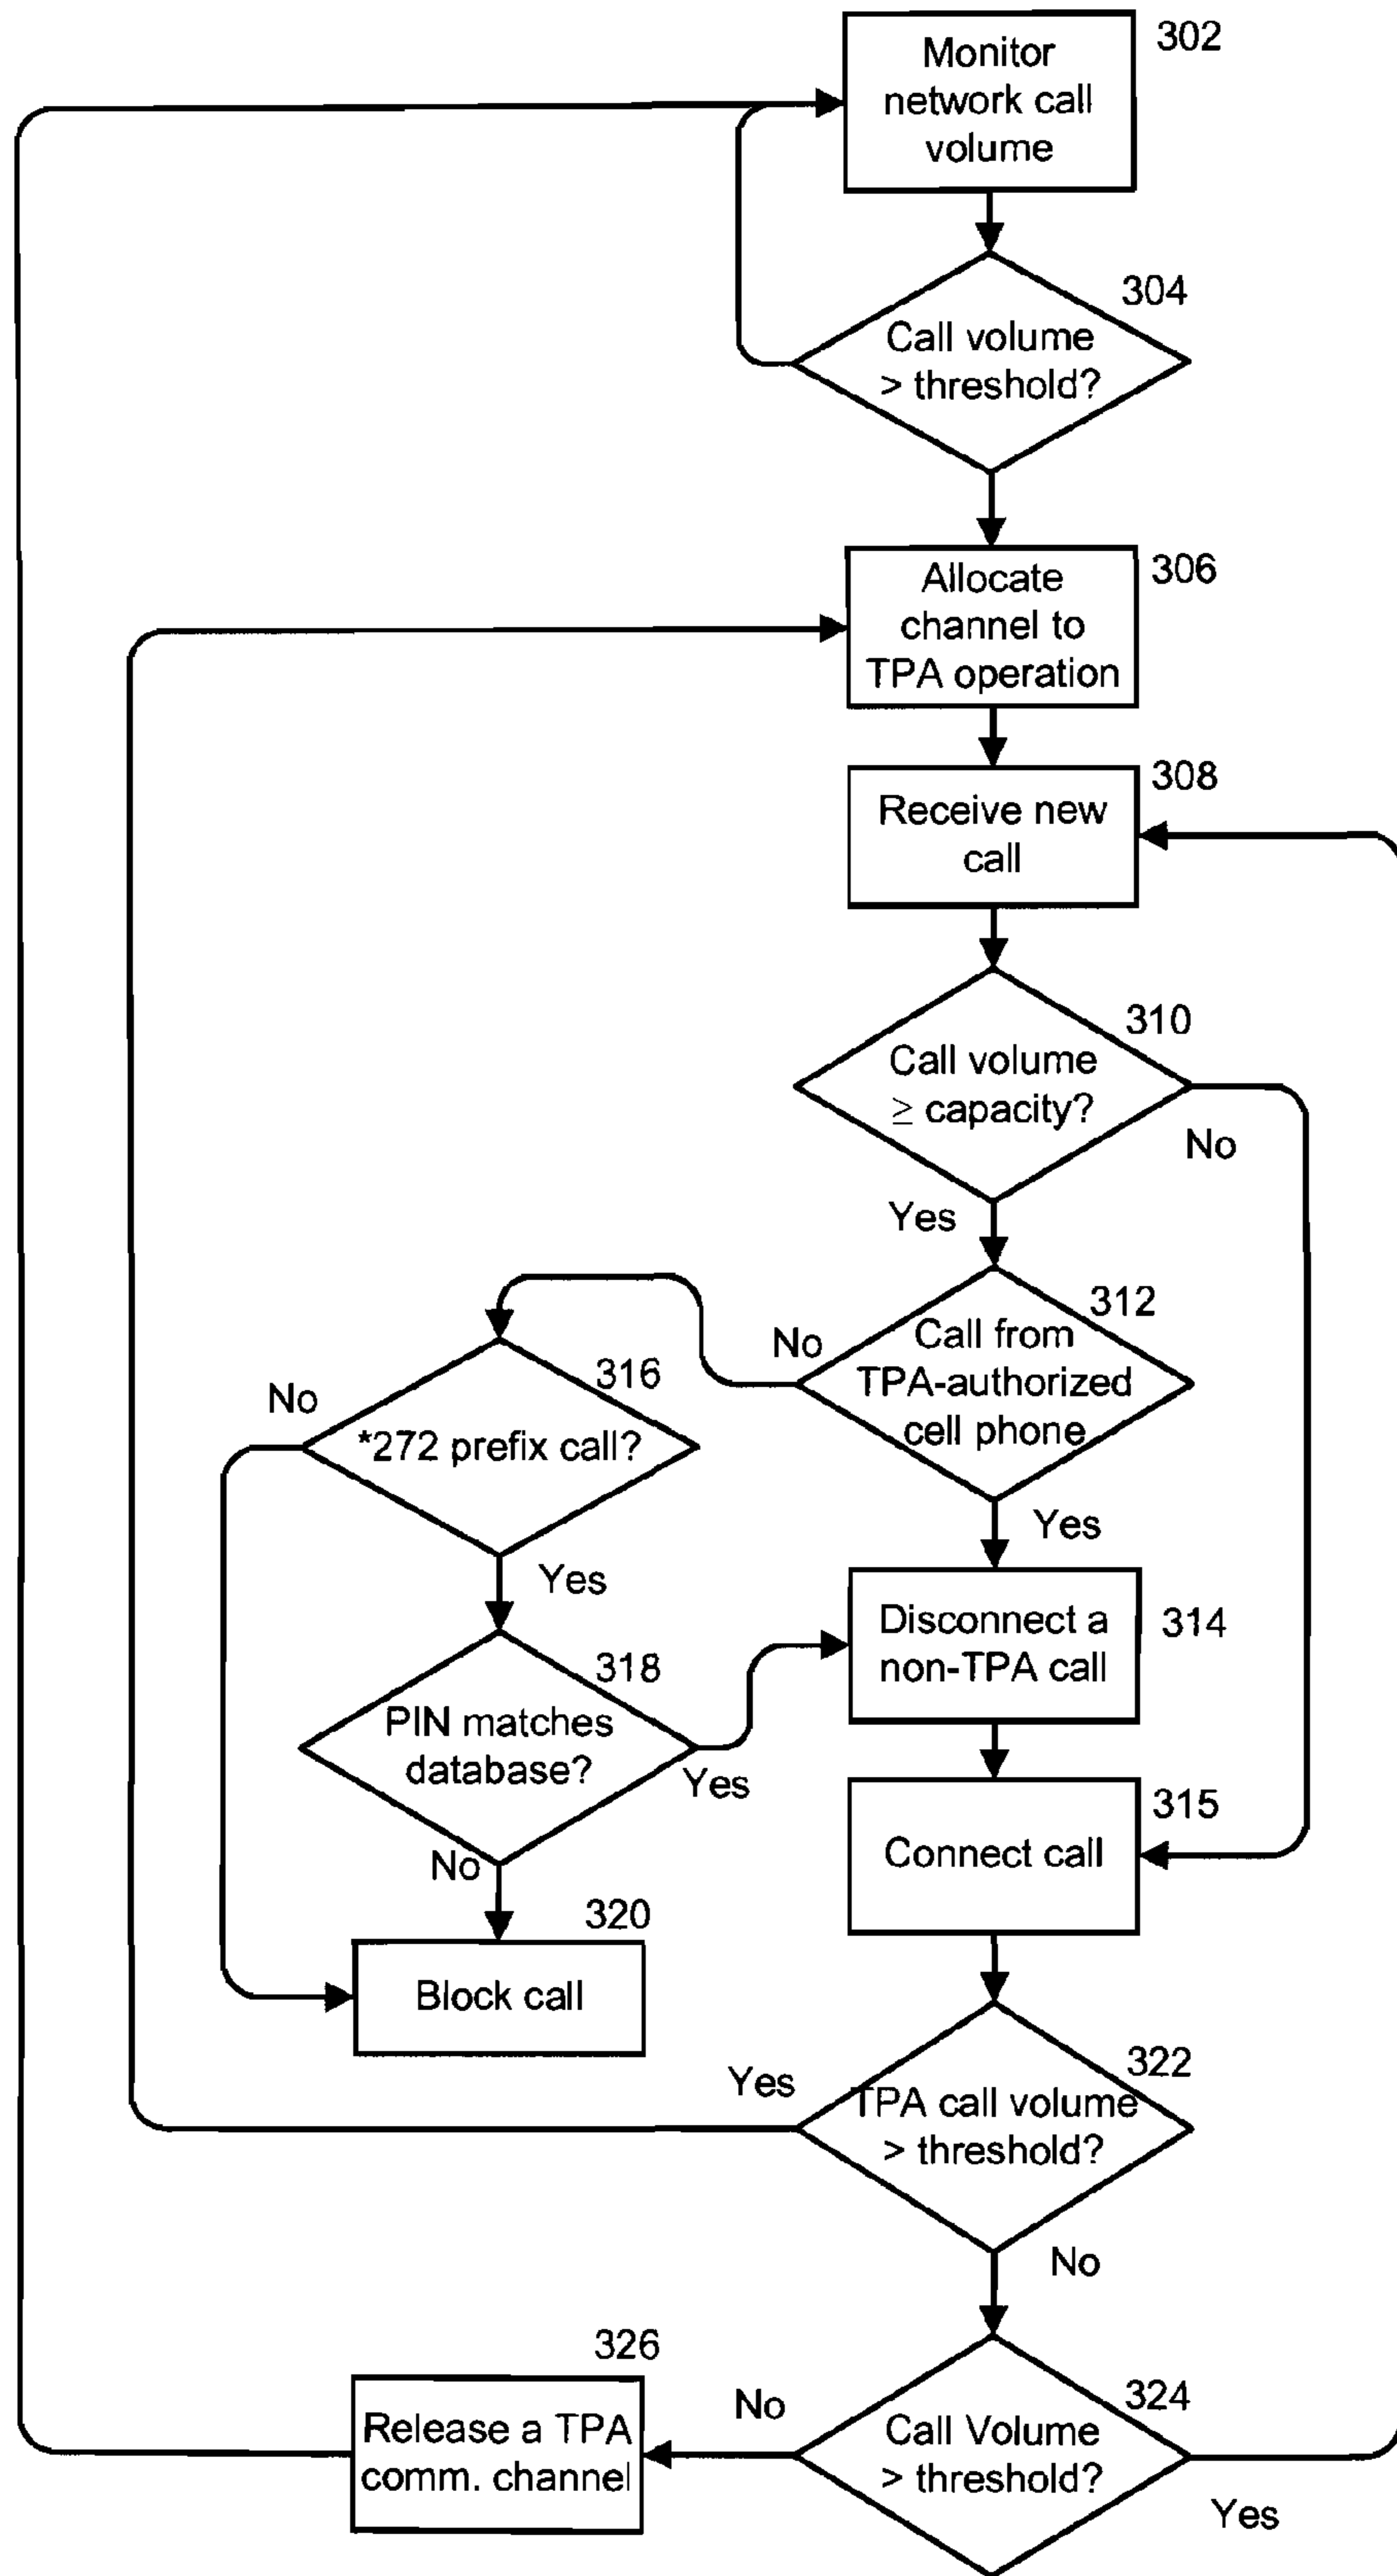 302
Monitor
network call
volume
304
Call volume
> threshold?
306
Allocate
channel to
TPA operation
308
Receive new
call
310
Call volume
≥ capacity?
No
Yes
312
Call from
TPA-authorized
cell phone
No
Yes
316
*272 prefix call?
No
Yes
314
Disconnect a
non-TPA call
318
PIN matches
database?
Yes
No
315
Connect call
320
Block call
322
TPA call volume
> threshold?
Yes
No
324
Call Volume
> threshold?
No
Yes
326
Release a TPA
comm. channel